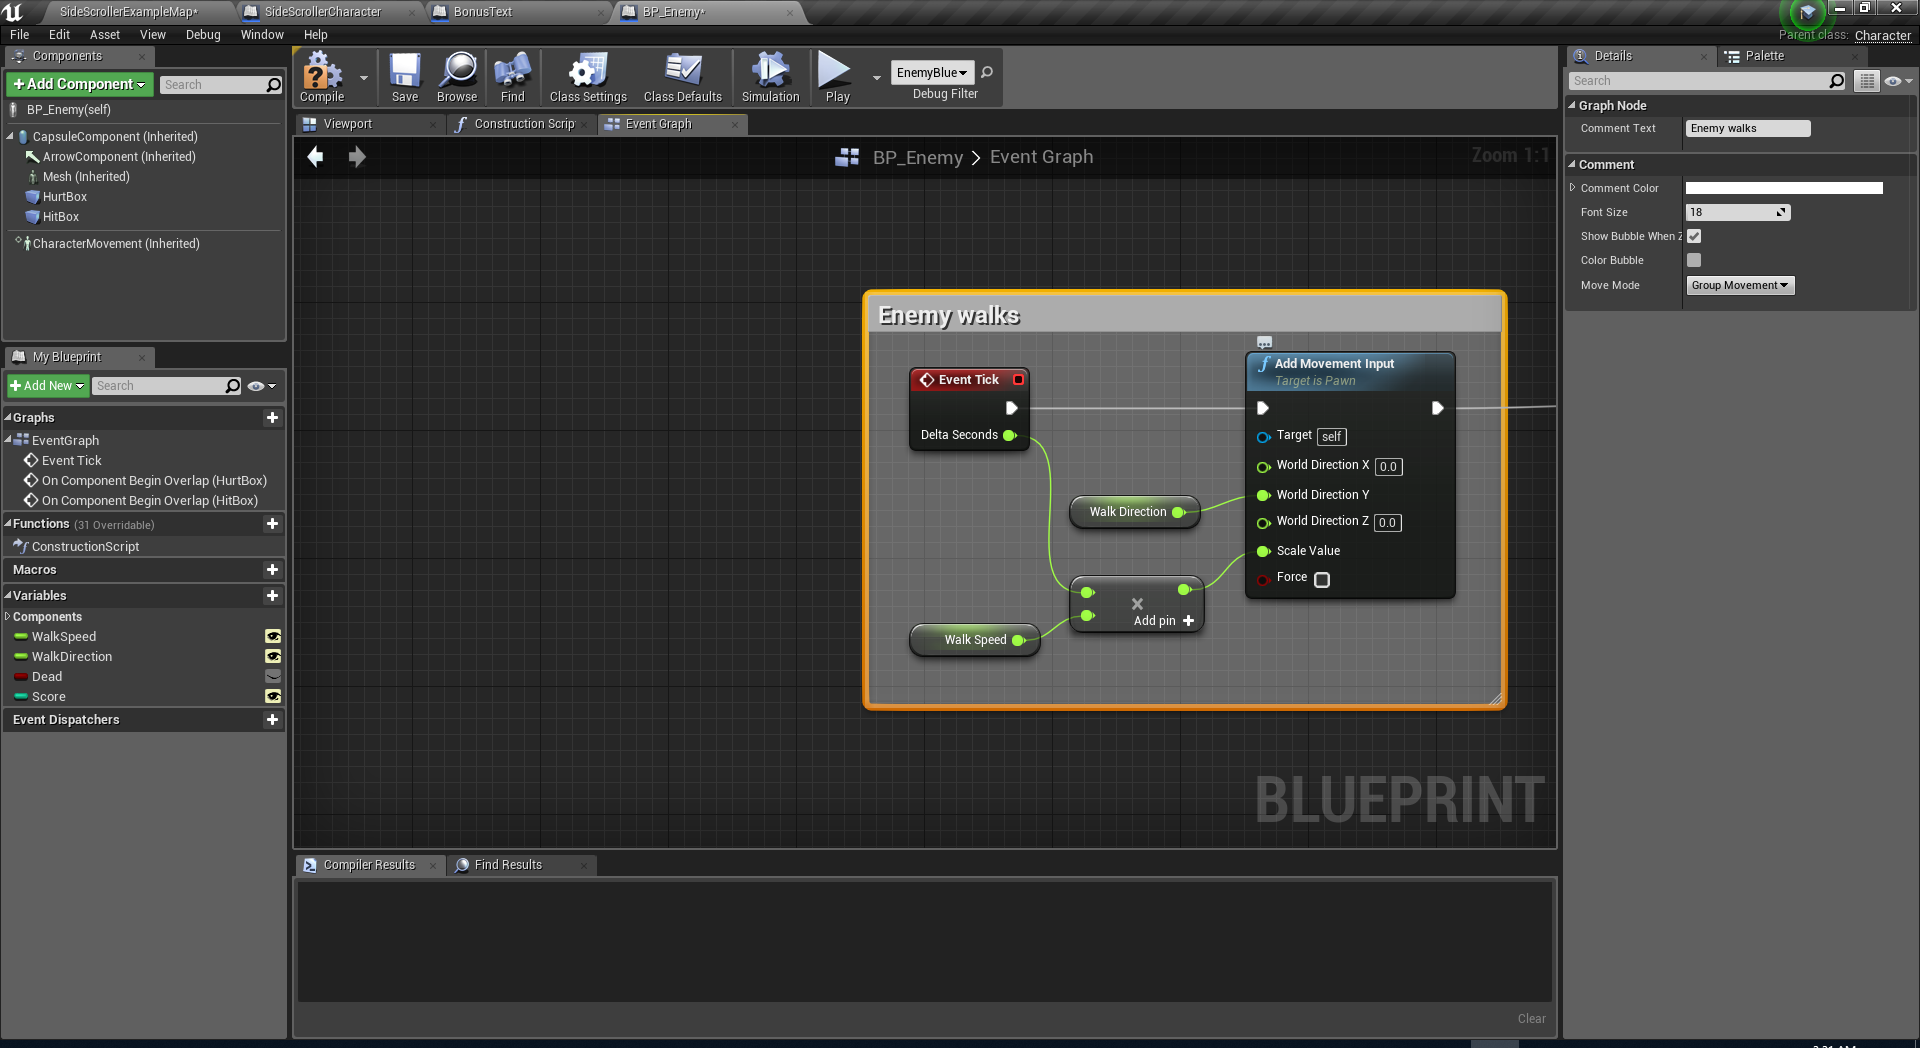 SideScrollerExampleMap*
SideScrollerCharacter
BonusText
BP_Enemy*
File
Edit
Asset
View
Debug
Window
Help
Parent class: Character
Components
+Add Component
Search
BP_Enemy(self)
CapsuleComponent (Inherited)
ArrowComponent (Inherited)
Mesh (Inherited)
HurtBox
HitBox
CharacterMovement (Inherited)
My Blueprint
+Add New
Search
Graphs
EventGraph
Event Tick
On Component Begin Overlap (HurtBox)
On Component Begin Overlap (HitBox)
Functions (31 Overridable)
ConstructionScript
Macros
Variables
Components
WalkSpeed
WalkDirection
Dead
Score
Event Dispatchers
Compile
Save
Browse
Find
Class Settings
Class Defaults
Simulation
Play
EnemyBlue
Debug Filter
Viewport
Construction Scrip
Event Graph
BP_Enemy > Event Graph
Zoom 1:1
Enemy walks
Event Tick
Delta Seconds
Walk Direction
Walk Speed
Add pin +
Add Movement Input
Target is Pawn
Target self
World Direction X 0.0
World Direction Y
World Direction Z 0.0
Scale Value
Force
BLUEPRINT
Compiler Results
Find Results
Clear
Details
Palette
Search
Graph Node
Comment Text Enemy walks
Comment
Comment Color
Font Size 18
Show Bubble When Z
Color Bubble
Move Mode Group Movement